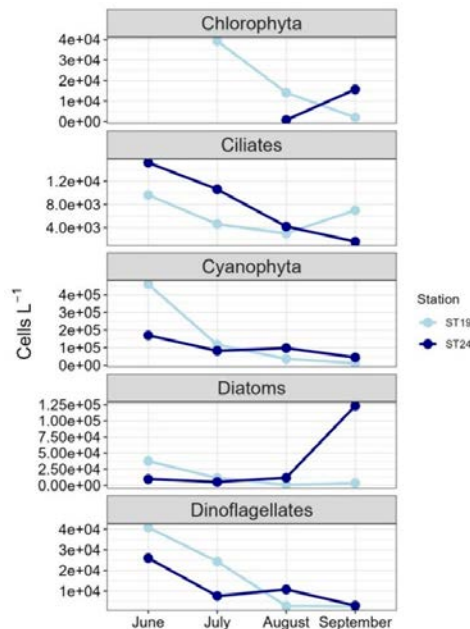 Chlorophyta
4e+04
3e+04
2e+04
1e+04
0e+00
Ciliates
1.2e+04
8.0e+03
4.0e+03
Cyanophyta
4e+05
3e+05
2e+05
1e+05
0e+00
Diatoms
1.25e+05
1.00e+05
7.50e+04
5.00e+04
2.50e+04
0.00e+00
Dinoflagellates
4e+04
3e+04
2e+04
1e+04
June July August September
Cells L⁻¹
Station
ST19
ST24